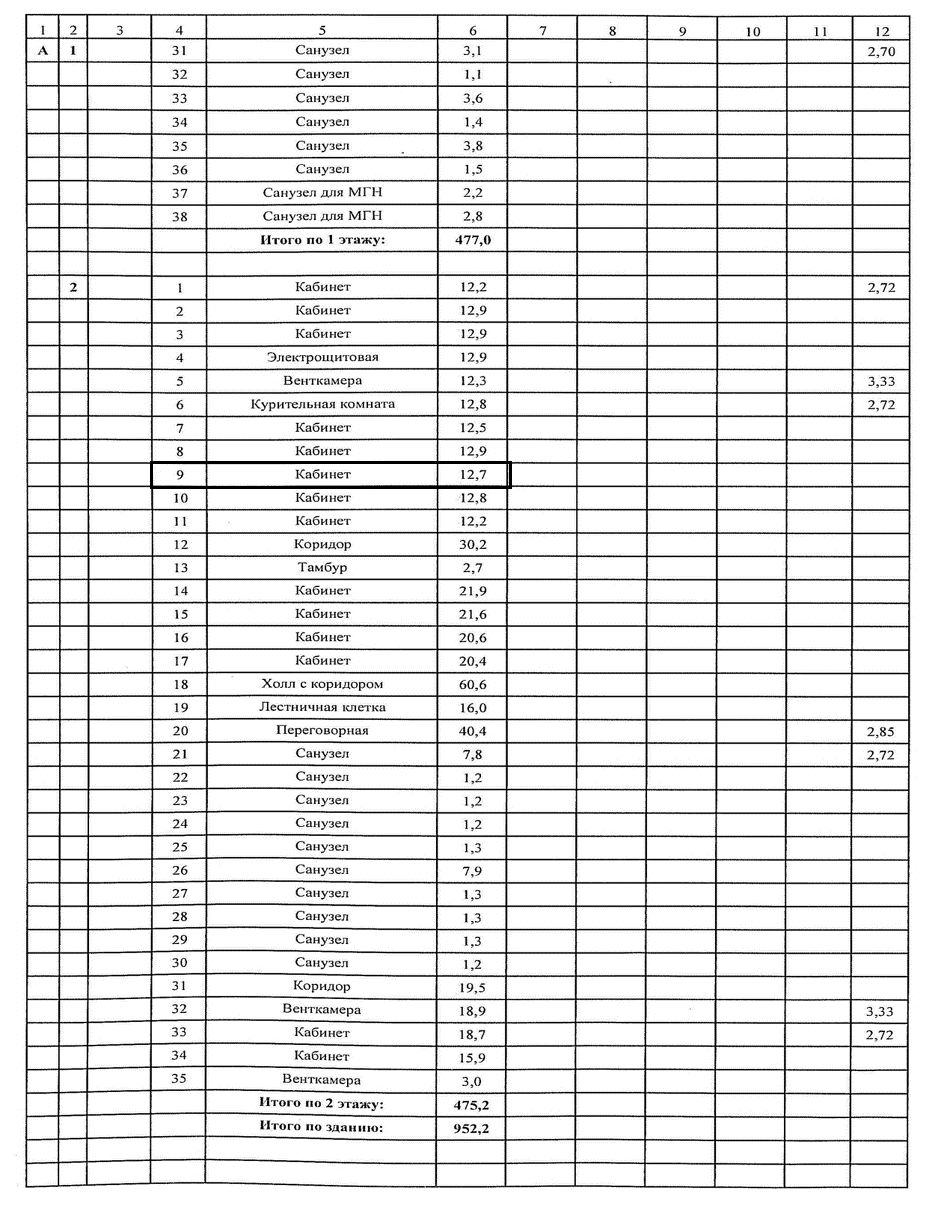 1 2 3 4 5 6 7 8 9 10 11 12
А 1 31 Санузел 3,1 2,70
32 Санузел 1,1
33 Санузел 3,6
34 Санузел 1,4
35 Санузел 3,8
36 Санузел 1,5
37 Санузел для МГН 2,2
38 Санузел для МГН 2,8
Итого по 1 этажу: 477,0
2 1 Кабинет 12,2 2,72
2 Кабинет 12,9
3 Кабинет 12,9
4 Электрощитовая 12,9
5 Венткамера 12,3 3,33
6 Курительная комната 12,8 2,72
7 Кабинет 12,5
8 Кабинет 12,9
9 Кабинет 12,7
10 Кабинет 12,8
11 Кабинет 12,2
12 Коридор 30,2
13 Тамбур 2,7
14 Кабинет 21,9
15 Кабинет 21,6
16 Кабинет 20,6
17 Кабинет 20,4
18 Холл с коридором 60,6
19 Лестничная клетка 16,0
20 Переговорная 40,4 2,85
21 Санузел 7,8 2,72
22 Санузел 1,2
23 Санузел 1,2
24 Санузел 1,2
25 Санузел 1,3
26 Санузел 7,9
27 Санузел 1,3
28 Санузел 1,3
29 Санузел 1,3
30 Санузел 1,2
31 Коридор 19,5
32 Венткамера 18,9 3,33
33 Кабинет 18,7 2,72
34 Кабинет 15,9
35 Венткамера 3,0
Итого по 2 этажу: 475,2
Итого по зданию: 952,2